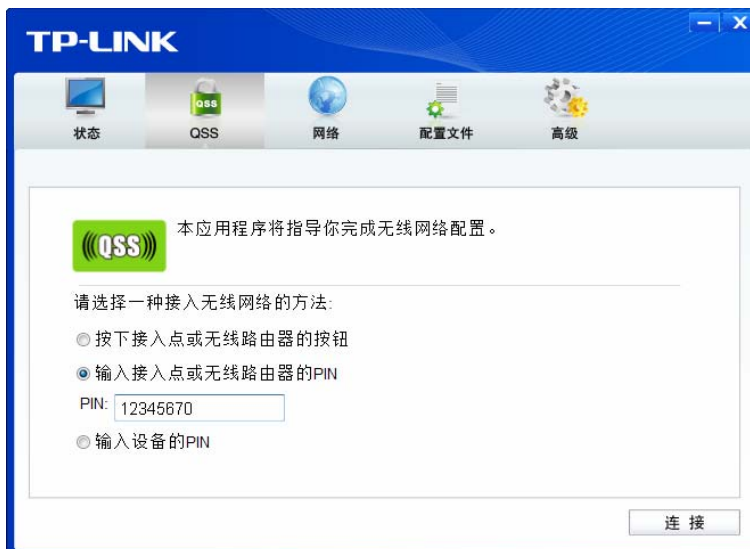 TP-LINK
状态 QSS 网络 配置文件 高级
QSS
本应用程序将指导你完成无线网络配置。
请选择一种接入无线网络的方法:
按下接入点或无线路由器的按钮
输入接入点或无线路由器的PIN
PIN: 12345670
输入设备的PIN
连接